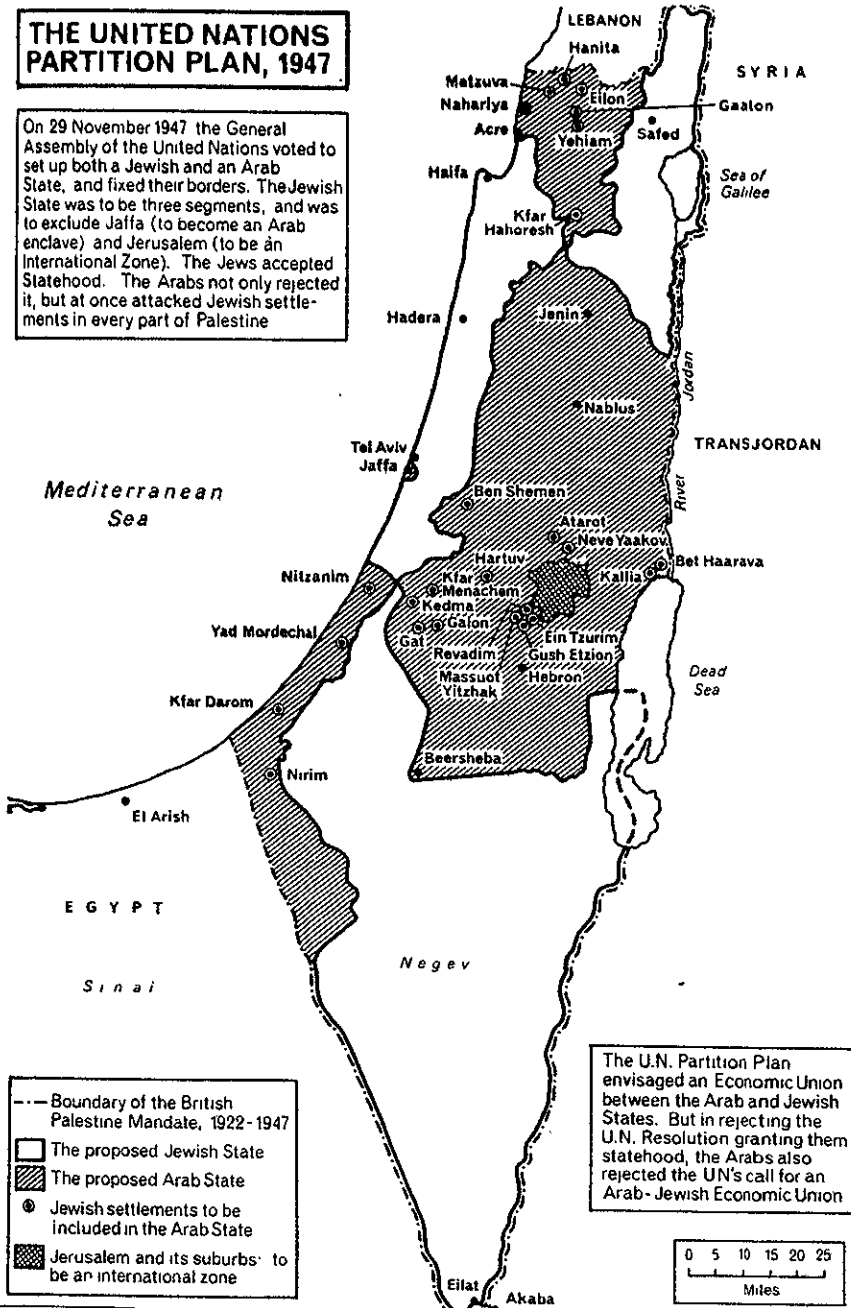 THE UNITED NATIONS
PARTITION PLAN, 1947
On 29 November 1947 the General
Assembly of the United Nations voted to
set up both a Jewish and an Arab
State, and fixed their borders. The Jewish
State was to be three segments, and was
to exclude Jaffa (to become an Arab
enclave) and Jerusalem (to be an
International Zone). The Jews accepted
Statehood. The Arabs not only rejected
it, but at once attacked Jewish settle-
ments in every part of Palestine
LEBANON
Hanita
SYRIA
Matzuva
Eilon
Nahariya
Gaaton
Acre
Yehiam
Safed
Haifa
Sea of
Galilee
Kfar
Hahoresh
Hadera
Jenin
Jordan
River
Nablus
Tel Aviv
Jaffa
TRANSJORDAN
Mediterranean
Sea
Ben Shemen
Atarot
Neve Yaakov
Hartuv
Bet Haarava
Kallia
Nitzanim
Kfar
Menachem
Kedma
Yad Mordechai
Gat
Galon
Ein Tzurim
Revadim
Gush Etzion
Massuot
Yitzhak
Hebron
Dead
Sea
Kfar Darom
Beersheba
Nirim
El Arish
EGYPT
Sinai
Negev
Boundary of the British
Palestine Mandate, 1922-1947
The proposed Jewish State
The proposed Arab State
Jewish settlements to be
included in the Arab State
Jerusalem and its suburbs to
be an international zone
The U.N. Partition Plan
envisaged an Economic Union
between the Arab and Jewish
States. But in rejecting the
U.N. Resolution granting them
statehood, the Arabs also
rejected the UN's call for an
Arab-Jewish Economic Union
0 5 10 15 20 25
Miles
Eilat
Akaba